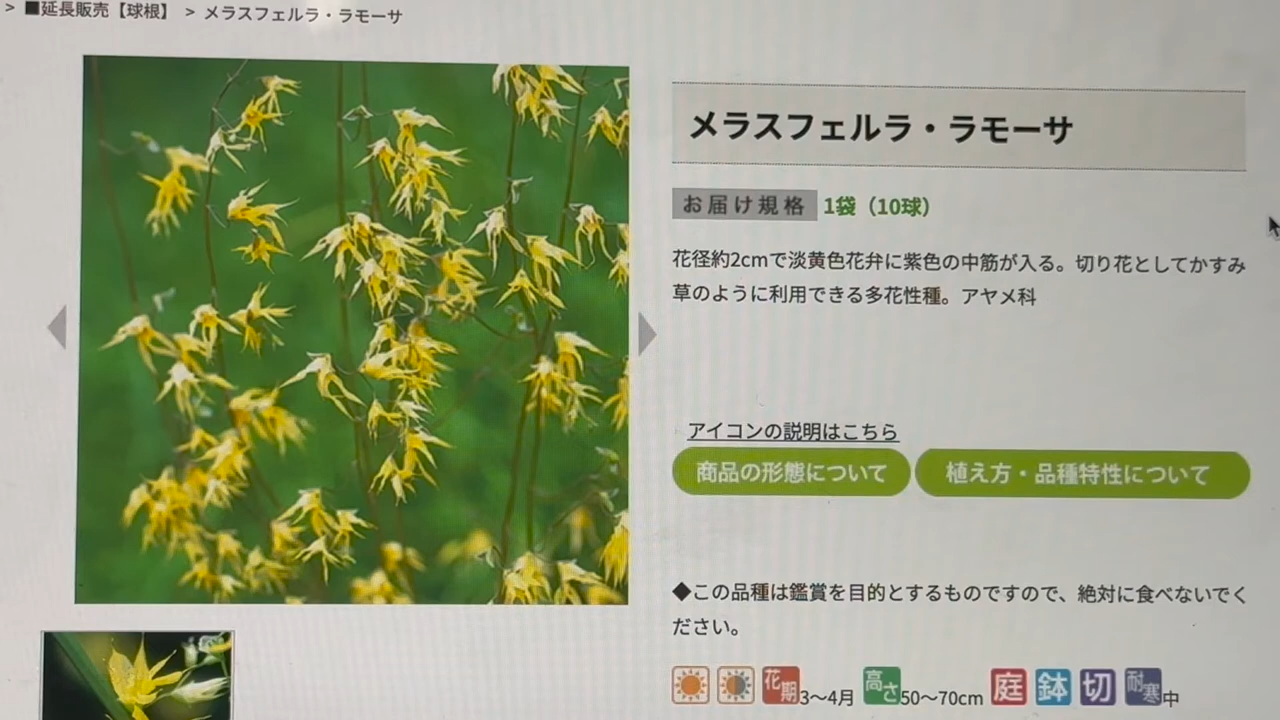 > ■延長販売【球根】 > メラスフェルラ・ラモーサ
メラスフェルラ・ラモーサ
お届け規格 1袋（10球）
花径約2cmで淡黄色花弁に紫色の中筋が入る。切り花としてかすみ
草のように利用できる多花性種。アヤメ科
アイコンの説明はこちら
商品の形態について 植え方・品種特性について
◆この品種は鑑賞を目的とするものですので、絶対に食べないでく
ださい。
花期 3～4月 高さ 50～70cm 庭 鉢 切 耐寒 中